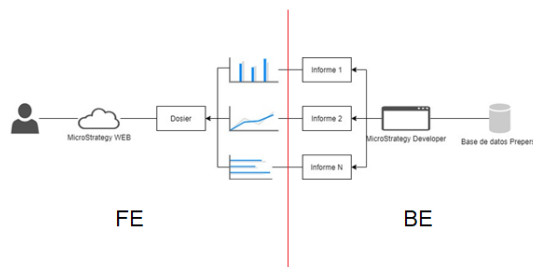 Informe 1
Dosier
Informe 2
MicroStrategy WEB
MicroStrategy Developer
Base de datos Prepers
Informe N
FE
BE